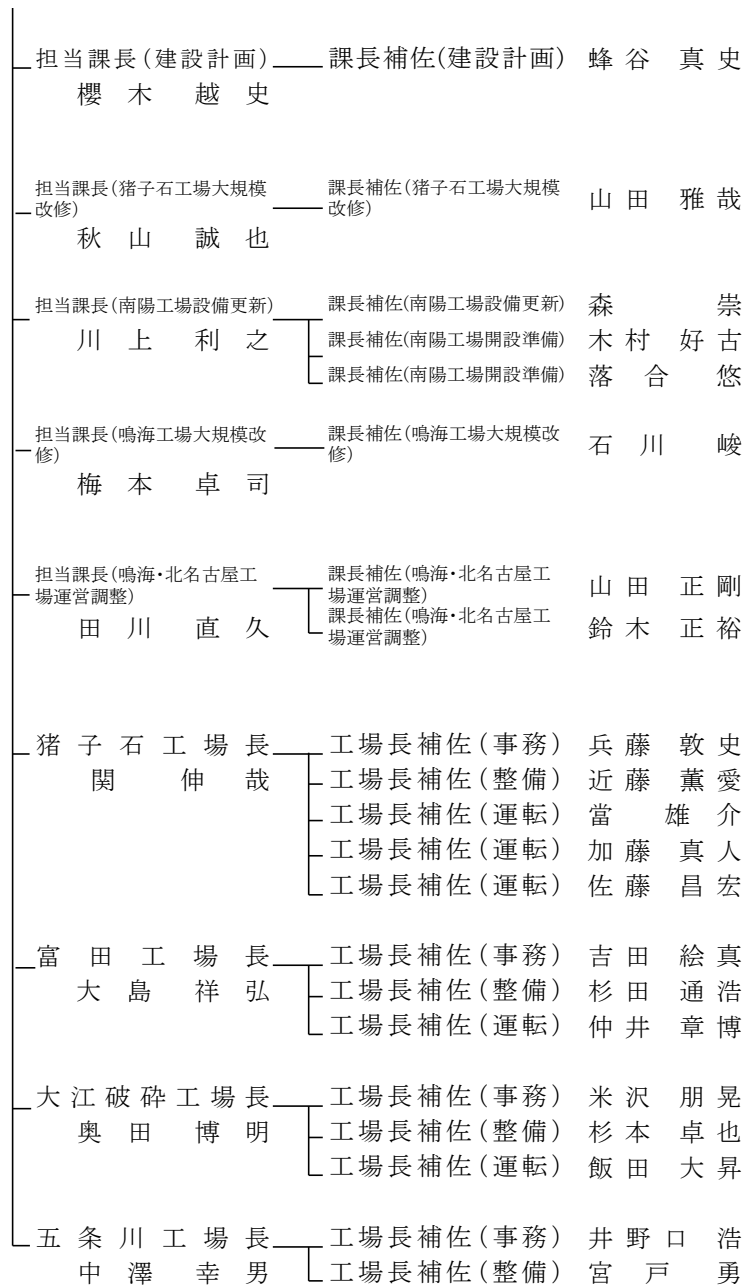 担当課長(建設計画) 課長補佐(建設計画) 蜂谷 真史
櫻木 越史
担当課長(猪子石工場大規模 課長補佐(猪子石工場大規模 山田 雅哉
改修) 改修)
秋山 誠也
担当課長(南陽工場設備更新) 課長補佐(南陽工場設備更新) 森 崇
川上 利之 課長補佐(南陽工場開設準備) 木村 好古
課長補佐(南陽工場開設準備) 落合 悠
担当課長(鳴海工場大規模改 課長補佐(鳴海工場大規模改 石川 峻
修) 修)
梅本 卓司
担当課長(鳴海・北名古屋工 課長補佐(鳴海・北名古屋工 山田 正剛
場運営調整) 場運営調整)
田川 直久 課長補佐(鳴海・北名古屋工 鈴木 正裕
場運営調整)
猪子石工場長 工場長補佐(事務) 兵藤 敦史
関 伸哉 工場長補佐(整備) 近藤 薫愛
工場長補佐(運転) 當 雄介
工場長補佐(運転) 加藤 真人
工場長補佐(運転) 佐藤 昌宏
富田工場長 工場長補佐(事務) 吉田 絵真
大島 祥弘 工場長補佐(整備) 杉田 通浩
工場長補佐(運転) 仲井 章博
大江破砕工場長 工場長補佐(事務) 米沢 朋晃
奥田 博明 工場長補佐(整備) 杉本 卓也
工場長補佐(運転) 飯田 大昇
五条川工場長 工場長補佐(事務) 井野口 浩
中澤 幸男 工場長補佐(整備) 宮戸 勇